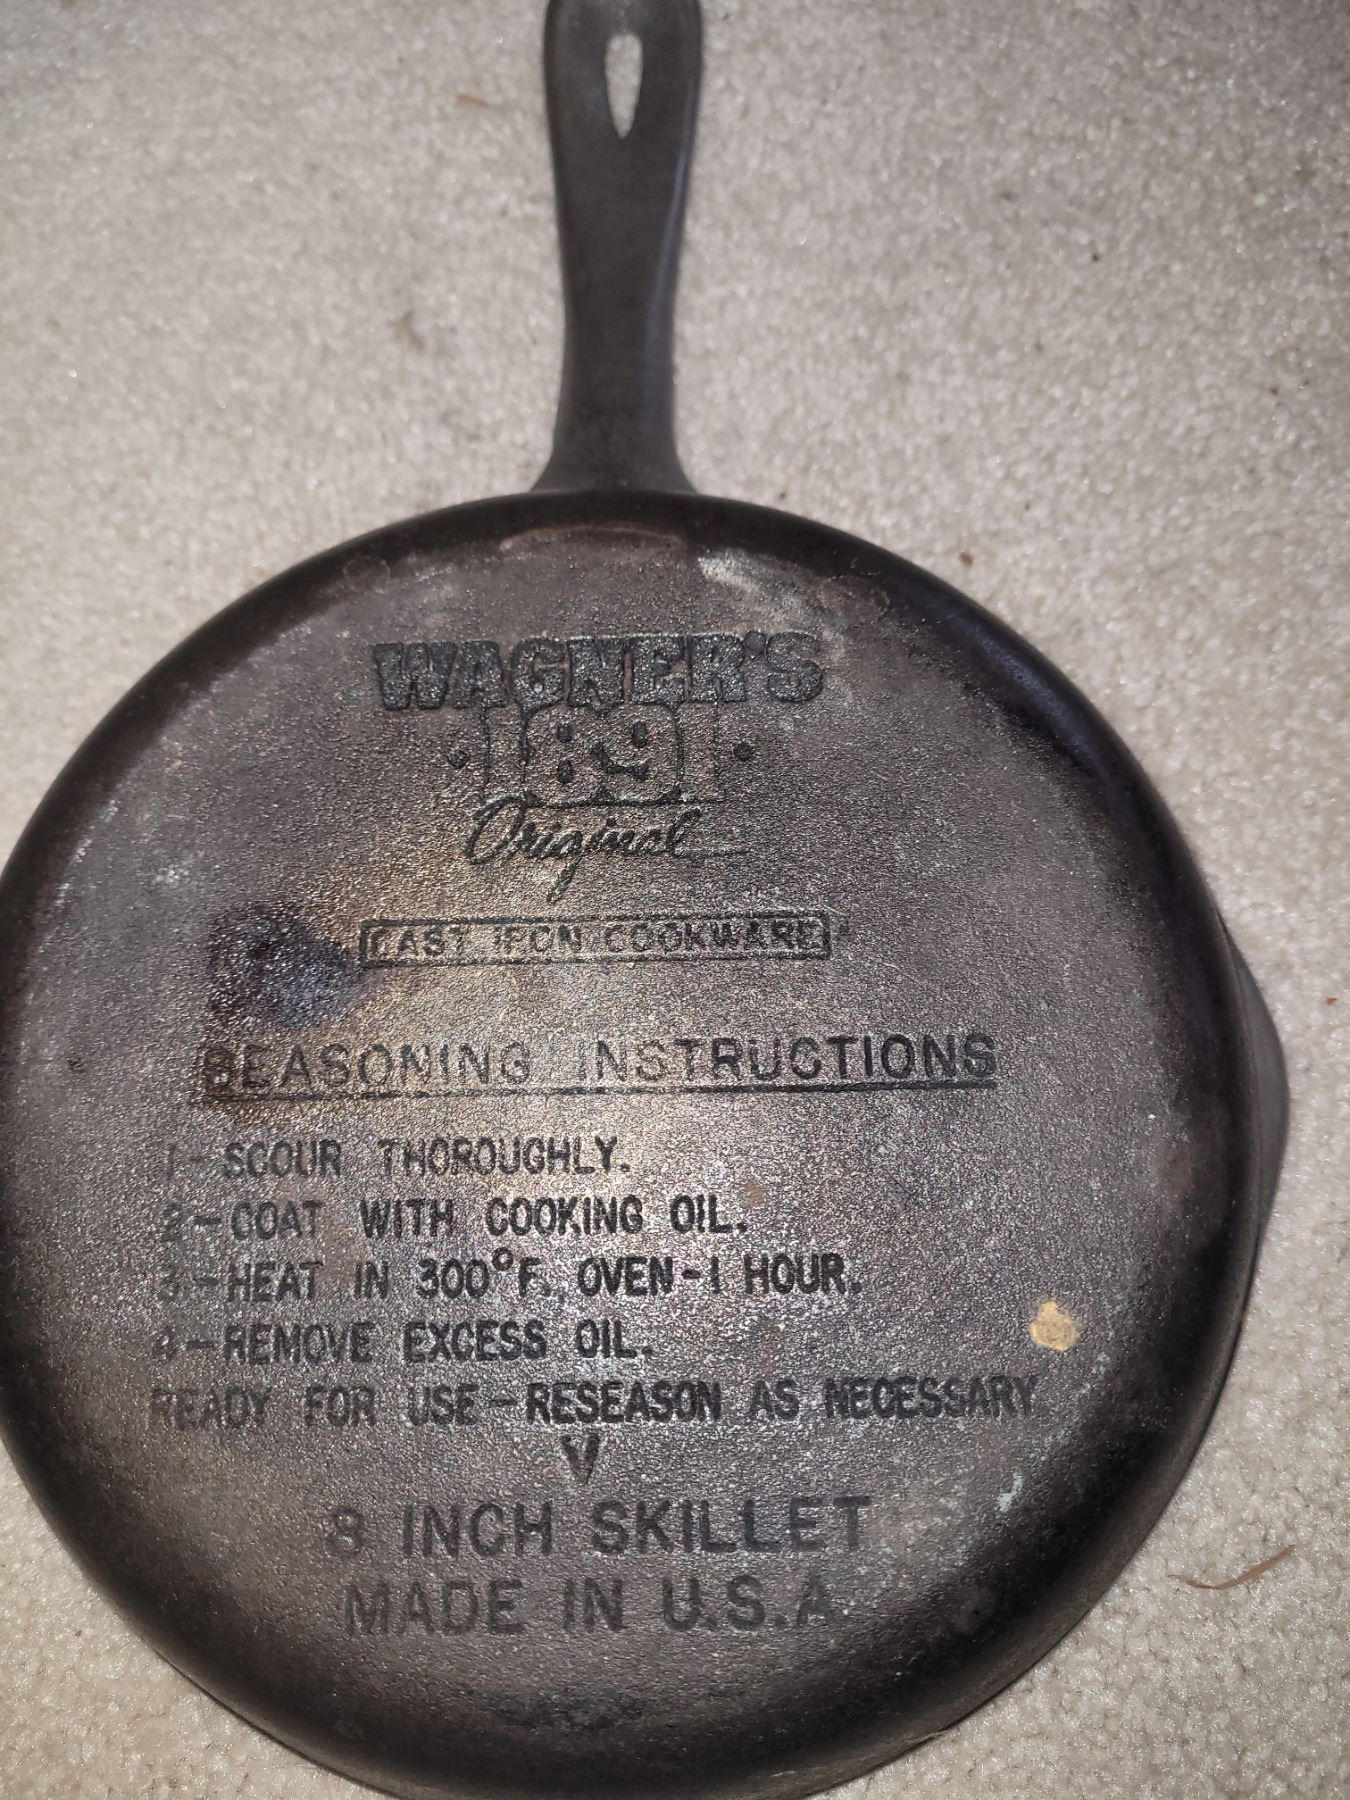 WAGNER'S
·1891·
Original
CAST IRON COOKWARE
SEASONING INSTRUCTIONS
1-SCOUR THOROUGHLY.
2-COAT WITH COOKING OIL.
3-HEAT IN 300°F. OVEN-1 HOUR.
4-REMOVE EXCESS OIL.
READY FOR USE-RESEASON AS NECESSARY
V
8 INCH SKILLET
MADE IN U.S.A